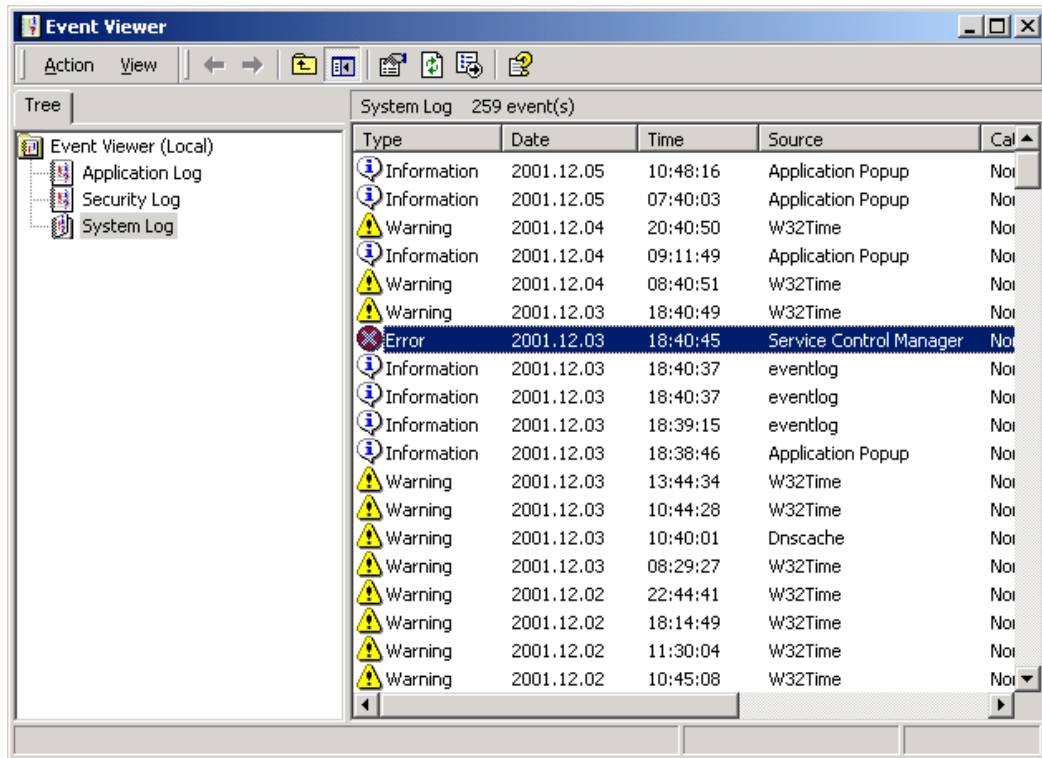 Event Viewer
Action View
Tree
System Log 259 event(s)
Event Viewer (Local)
Application Log
Security Log
System Log
Type Date Time Source
Information 2001.12.05 10:48:16 Application Popup
Information 2001.12.05 07:40:03 Application Popup
Warning 2001.12.04 20:40:50 W32Time
Information 2001.12.04 09:11:49 Application Popup
Warning 2001.12.04 08:40:51 W32Time
Warning 2001.12.03 18:40:49 W32Time
Error 2001.12.03 18:40:45 Service Control Manager
Information 2001.12.03 18:40:37 eventlog
Information 2001.12.03 18:40:37 eventlog
Information 2001.12.03 18:39:15 eventlog
Information 2001.12.03 18:38:46 Application Popup
Warning 2001.12.03 13:44:34 W32Time
Warning 2001.12.03 10:44:28 W32Time
Warning 2001.12.03 10:40:01 Dnscache
Warning 2001.12.03 08:29:27 W32Time
Warning 2001.12.02 22:44:41 W32Time
Warning 2001.12.02 18:14:49 W32Time
Warning 2001.12.02 11:30:04 W32Time
Warning 2001.12.02 10:45:08 W32Time